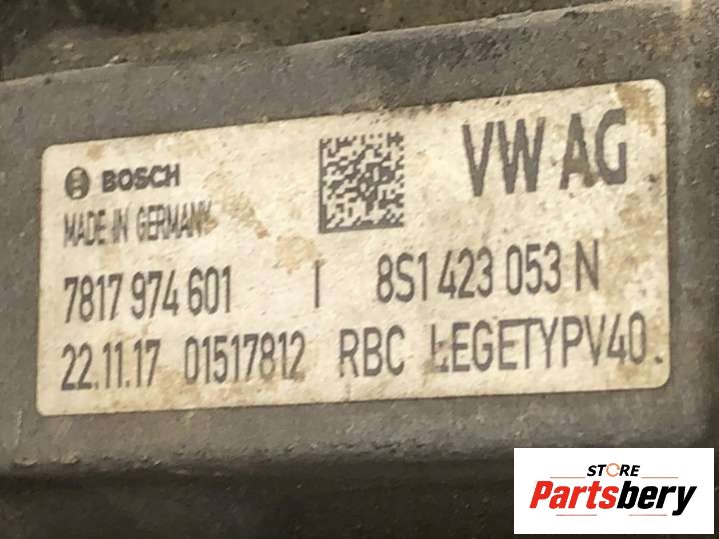 BOSCH
VW AG
MADE IN GERMANY
7817 974 601 I 8S1 423 053 N
22.11.17 01517812 RBC LEGETYPV40
STORE
Partsbery